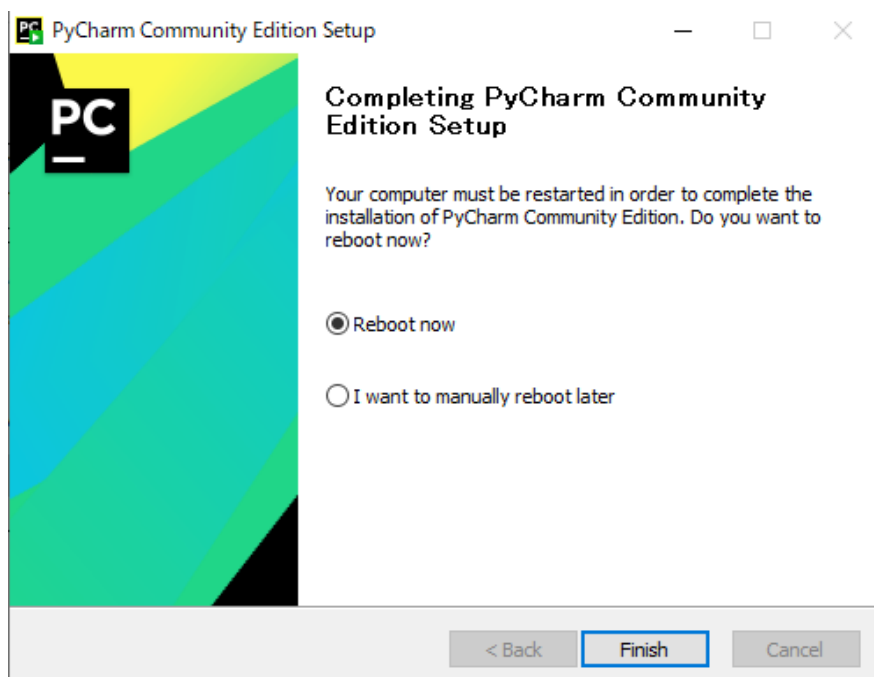 PyCharm Community Edition Setup
PC
Completing PyCharm Community
Edition Setup
Your computer must be restarted in order to complete the
installation of PyCharm Community Edition. Do you want to
reboot now?
Reboot now
I want to manually reboot later
< Back
Finish
Cancel